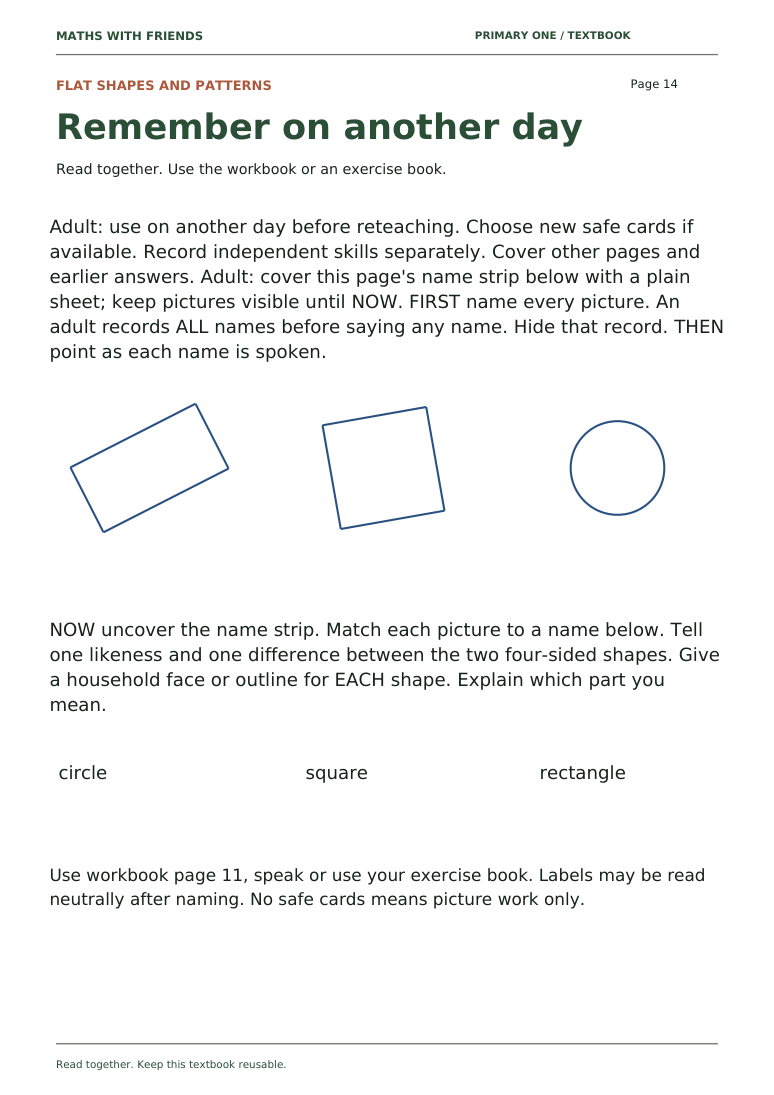 MATHS WITH FRIENDS
PRIMARY ONE / TEXTBOOK
FLAT SHAPES AND PATTERNS
Page 14
Remember on another day
Read together. Use the workbook or an exercise book.
Adult: use on another day before reteaching. Choose new safe cards if
available. Record independent skills separately. Cover other pages and
earlier answers. Adult: cover this page's name strip below with a plain
sheet; keep pictures visible until NOW. FIRST name every picture. An
adult records ALL names before saying any name. Hide that record. THEN
point as each name is spoken.
NOW uncover the name strip. Match each picture to a name below. Tell
one likeness and one difference between the two four-sided shapes. Give
a household face or outline for EACH shape. Explain which part you
mean.
circle
square
rectangle
Use workbook page 11, speak or use your exercise book. Labels may be read
neutrally after naming. No safe cards means picture work only.
Read together. Keep this textbook reusable.